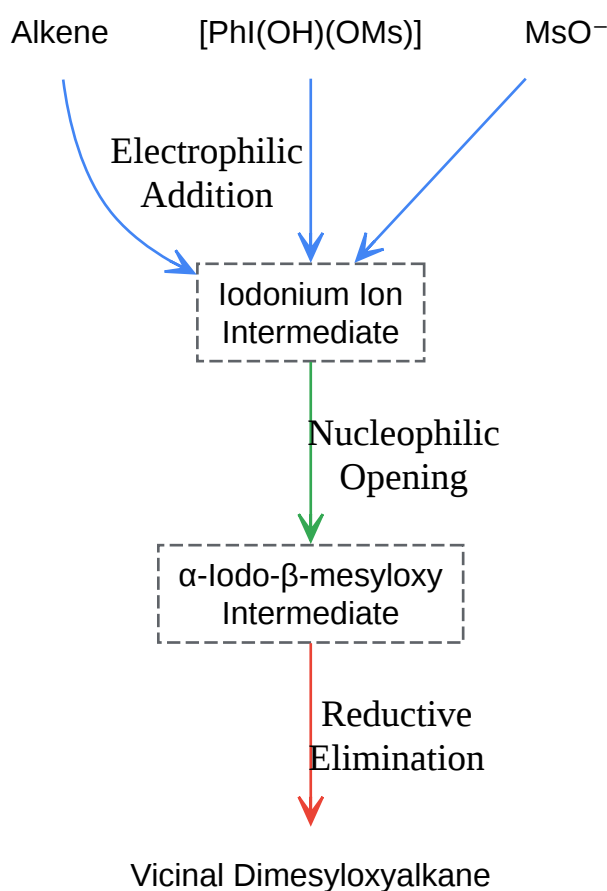 Alkene
[PhI(OH)(OMs)]
MsO⁻
Electrophilic
Addition
Iodonium Ion
Intermediate
Nucleophilic
Opening
α-Iodo-β-mesyloxy
Intermediate
Reductive
Elimination
Vicinal Dimesyloxyalkane